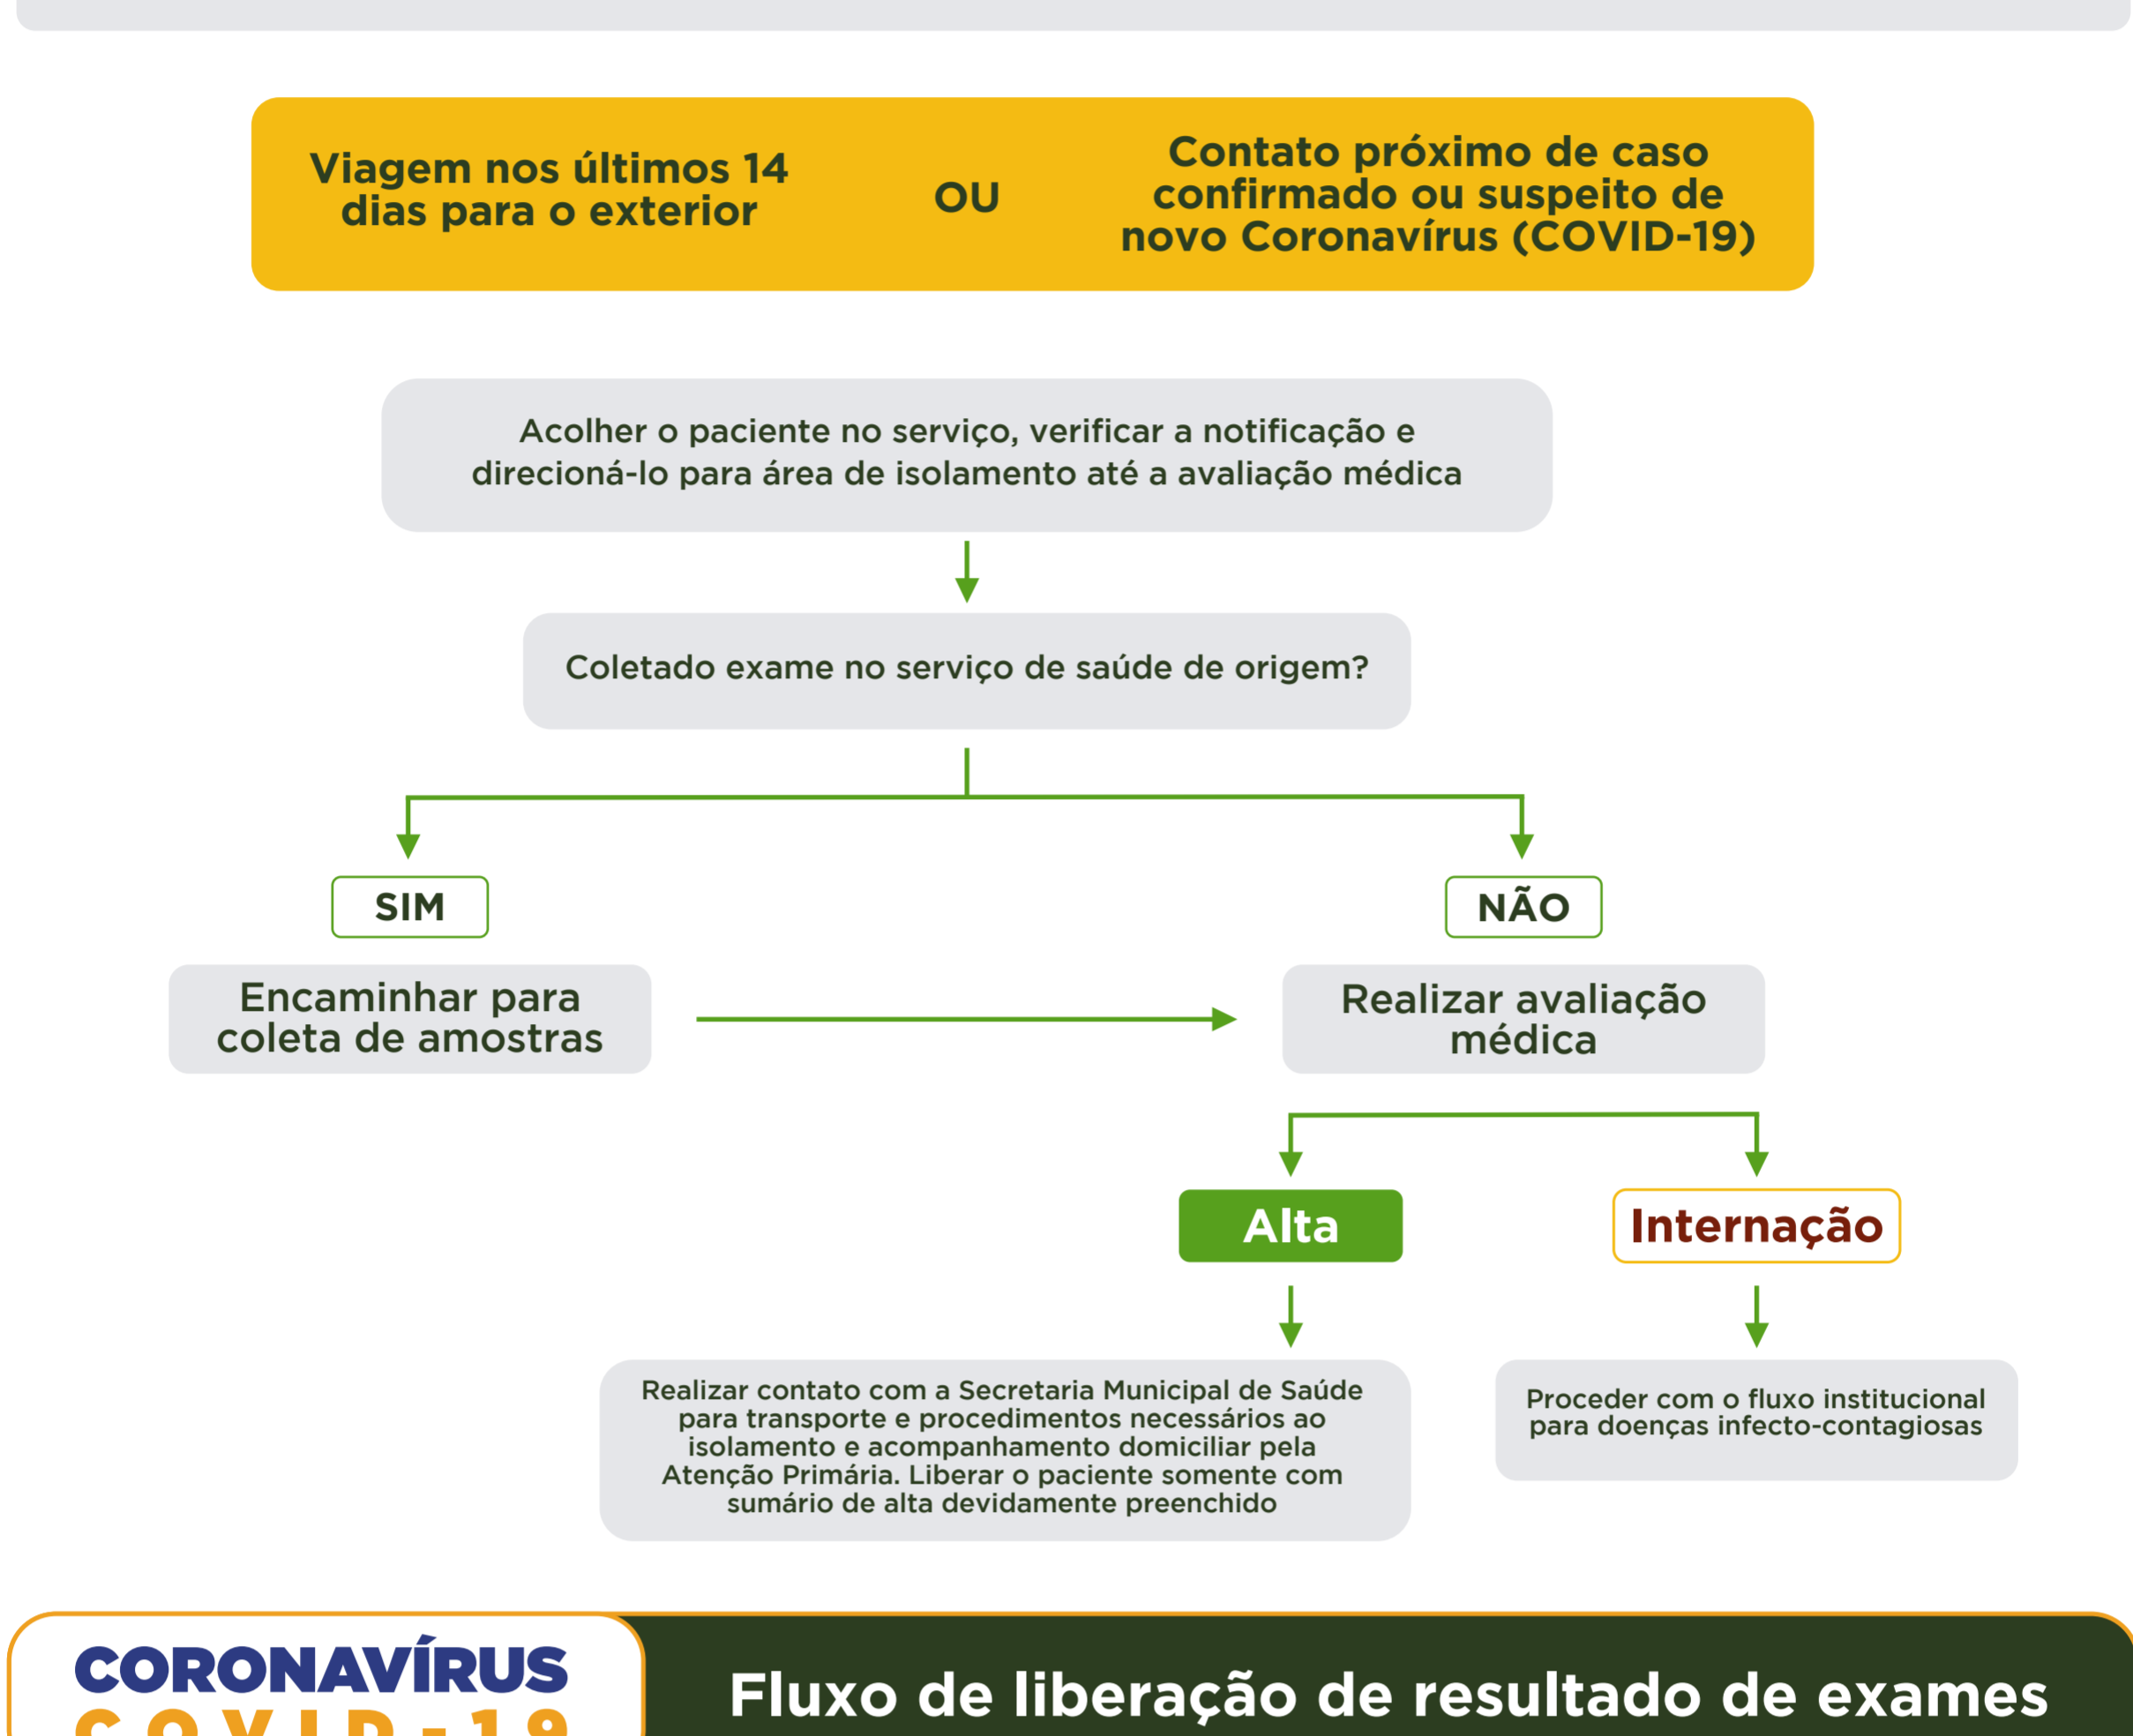 Viagem nos últimos 14
dias para o exterior
OU
Contato próximo de caso
confirmado ou suspeito de
novo Coronavírus (COVID-19)
Acolher o paciente no serviço, verificar a notificação e
direcioná-lo para área de isolamento até a avaliação médica
Coletado exame no serviço de saúde de origem?
SIM
NÃO
Encaminhar para
coleta de amostras
Realizar avaliação
médica
Alta
Internação
Realizar contato com a Secretaria Municipal de Saúde
para transporte e procedimentos necessários ao
isolamento e acompanhamento domiciliar pela
Atenção Primária. Liberar o paciente somente com
sumário de alta devidamente preenchido
Proceder com o fluxo institucional
para doenças infecto-contagiosas
CORONAVÍRUS
COVID-19
Fluxo de liberação de resultado de exames